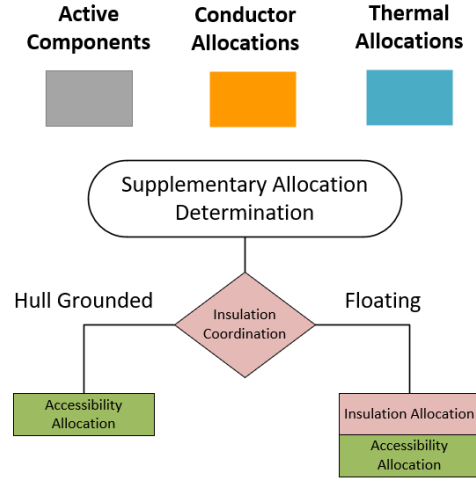 Active
Components
Conductor
Allocations
Thermal
Allocations
Supplementary Allocation
Determination
Hull Grounded
Insulation
Coordination
Floating
Accessibility
Allocation
Insulation Allocation
Accessibility
Allocation